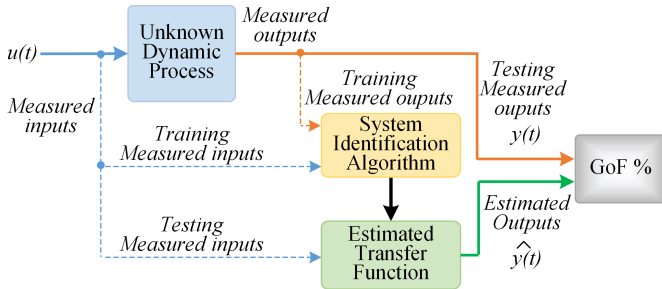 u(t)
Unknown
Dynamic
Process
Measured
outputs
Measured
inputs
Training
Measured ouputs
Testing
Measured
ouputs
y(t)
Training
Measured inputs
System
Identification
Algorithm
GoF %
Testing
Measured inputs
Estimated
Transfer
Function
Estimated
Outputs
ŷ(t)